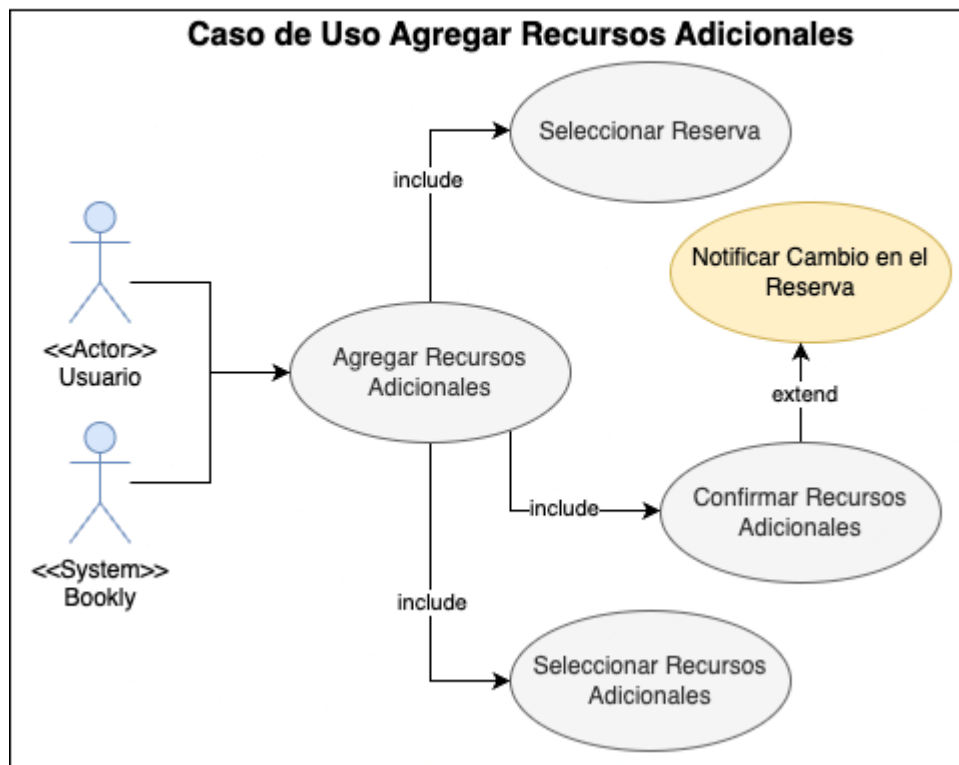 Caso de Uso Agregar Recursos Adicionales
Seleccionar Reserva
include
Notificar Cambio en el
Reserva
<<Actor>>
Usuario
Agregar Recursos
Adicionales
extend
<<System>>
Bookly
include
Confirmar Recursos
Adicionales
include
Seleccionar Recursos
Adicionales